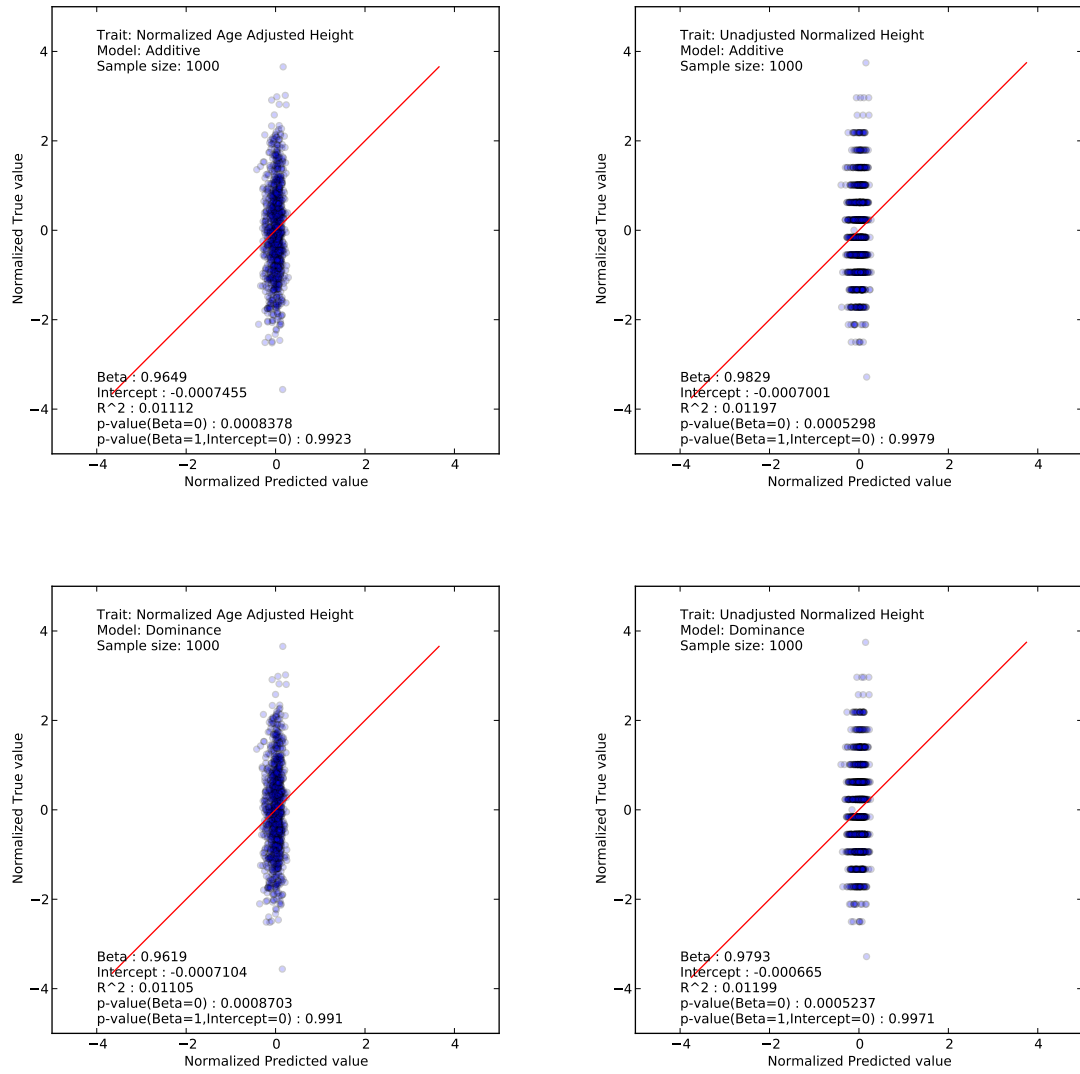 Trait: Normalized Age Adjusted Height
Model: Additive
Sample size: 1000
4
2
0
−2
−4
Normalized True value
Beta : 0.9649
Intercept : -0.0007455
R^2 : 0.01112
p-value(Beta=0) : 0.0008378
p-value(Beta=1,Intercept=0) : 0.9923
−4 −2 0 2 4
Normalized Predicted value
Trait: Unadjusted Normalized Height
Model: Additive
Sample size: 1000
4
2
0
−2
−4
Normalized True value
Beta : 0.9829
Intercept : -0.0007001
R^2 : 0.01197
p-value(Beta=0) : 0.0005298
p-value(Beta=1,Intercept=0) : 0.9979
−4 −2 0 2 4
Normalized Predicted value
Trait: Normalized Age Adjusted Height
Model: Dominance
Sample size: 1000
4
2
0
−2
−4
Normalized True value
Beta : 0.9619
Intercept : -0.0007104
R^2 : 0.01105
p-value(Beta=0) : 0.0008703
p-value(Beta=1,Intercept=0) : 0.991
−4 −2 0 2 4
Normalized Predicted value
Trait: Unadjusted Normalized Height
Model: Dominance
Sample size: 1000
4
2
0
−2
−4
Normalized True value
Beta : 0.9793
Intercept : -0.000665
R^2 : 0.01199
p-value(Beta=0) : 0.0005237
p-value(Beta=1,Intercept=0) : 0.9971
−4 −2 0 2 4
Normalized Predicted value